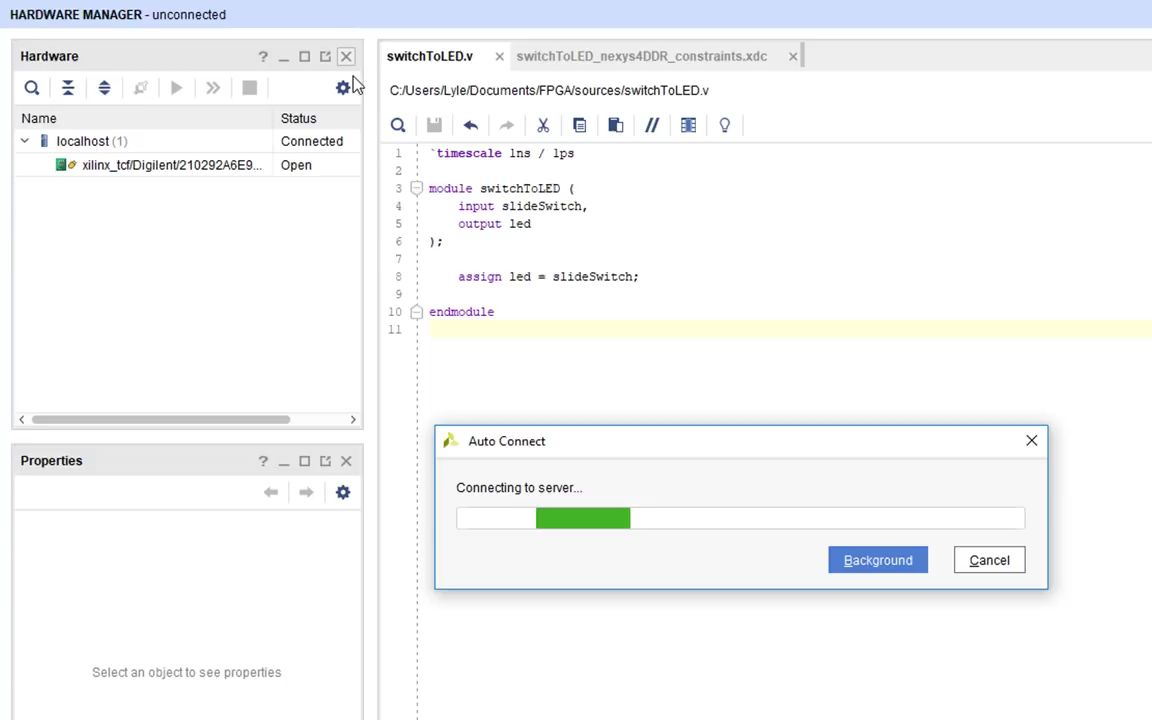 HARDWARE MANAGER - unconnected
Hardware
?
Name Status
localhost (1) Connected
xilinx_tcf/Digilent/210292A6E9... Open
Properties
?
Select an object to see properties
switchToLED.v switchToLED_nexys4DDR_constraints.xdc
C:/Users/Lyle/Documents/FPGA/sources/switchToLED.v
1 `timescale 1ns / 1ps
2
3 module switchToLED (
4 input slideSwitch,
5 output led
6 );
7
8 assign led = slideSwitch;
9
10 endmodule
11
Auto Connect
Connecting to server...
Background Cancel